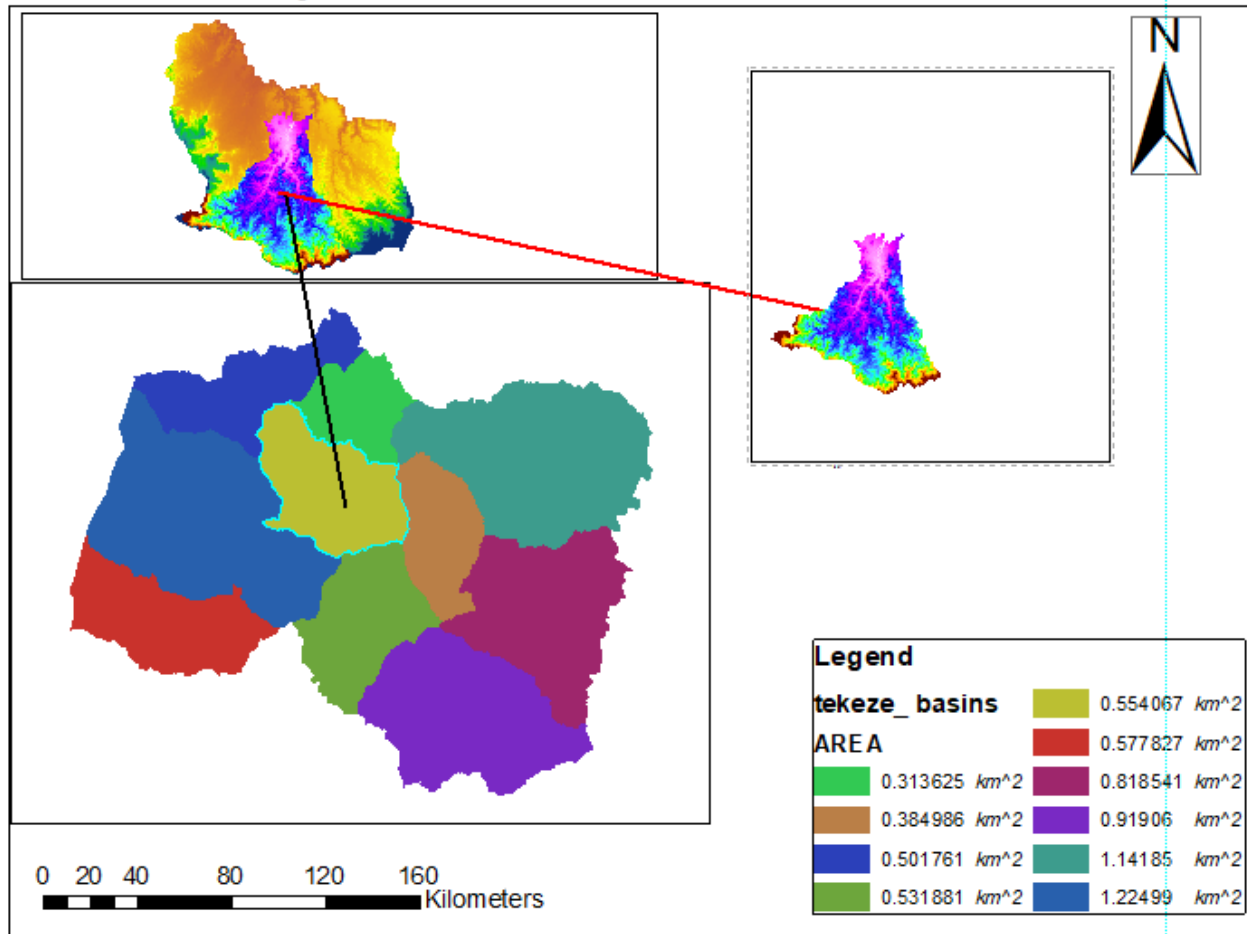 N
Legend
tekeze_ basins
AREA
0.313625 km^2
0.384986 km^2
0.501761 km^2
0.531881 km^2
0.554067 km^2
0.577827 km^2
0.818541 km^2
0.91906 km^2
1.14185 km^2
1.22499 km^2
0 20 40 80 120 160
Kilometers